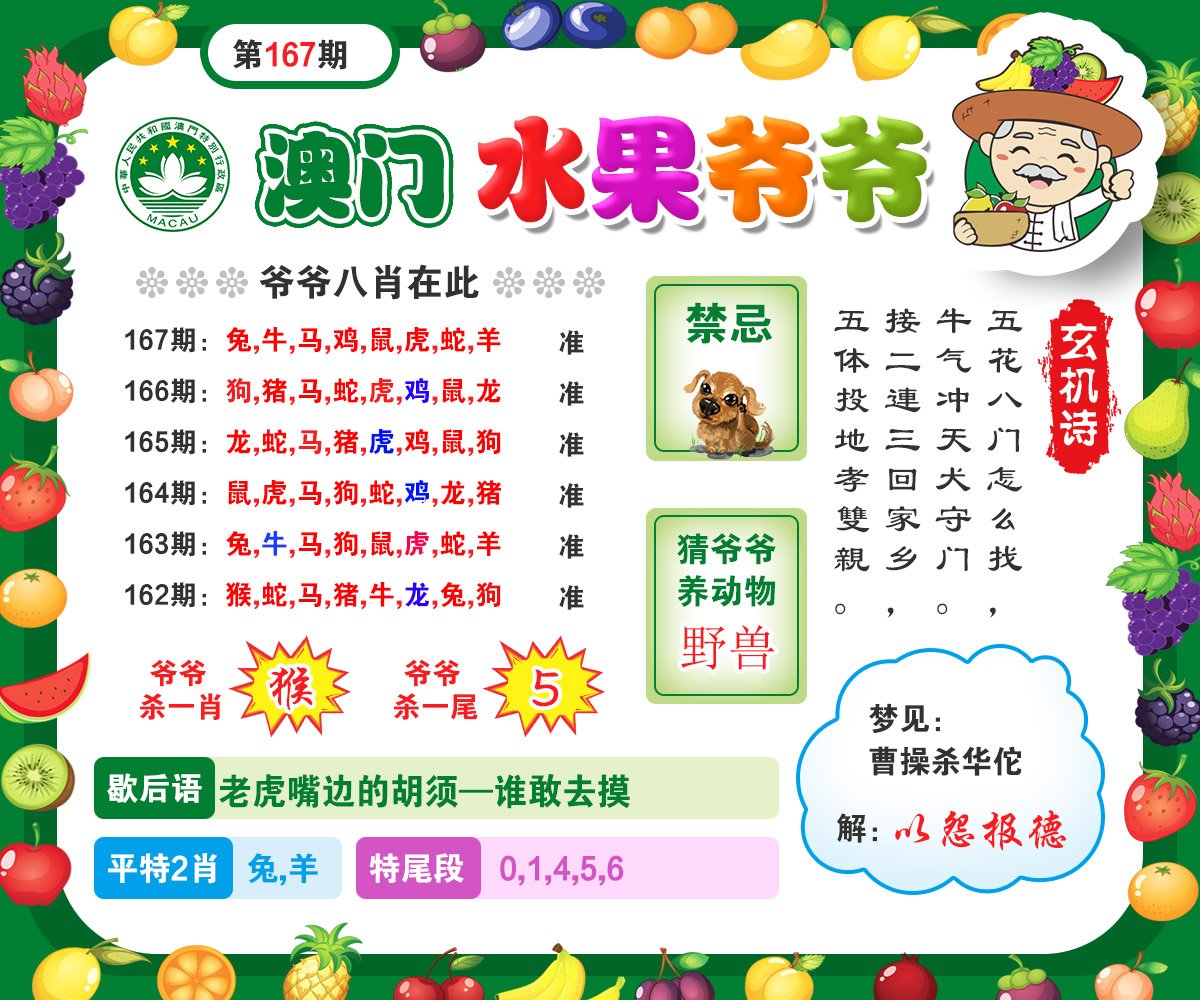 第167期
中華人民共和國澳門特別行政區
MACAU
澳门 水果爷爷
爷爷八肖在此
167期：兔,牛,马,鸡,鼠,虎,蛇,羊 准
166期：狗,猪,马,蛇,虎,鸡,鼠,龙 准
165期：龙,蛇,马,猪,虎,鸡,鼠,狗 准
164期：鼠,虎,马,狗,蛇,鸡,龙,猪 准
163期：兔,牛,马,狗,鼠,虎,蛇,羊 准
162期：猴,蛇,马,猪,牛,龙,兔,狗 准
爷爷
杀一肖
猴
爷爷
杀一尾
5
禁忌
猜爷爷
养动物
野兽
玄机诗
五花八门怎么找，
牛气冲天犬守门。
接二連三回家乡，
五体投地孝雙親。
梦见：
曹操杀华佗
解：以怨报德
歇后语 老虎嘴边的胡须—谁敢去摸
平特2肖 兔,羊
特尾段 0,1,4,5,6